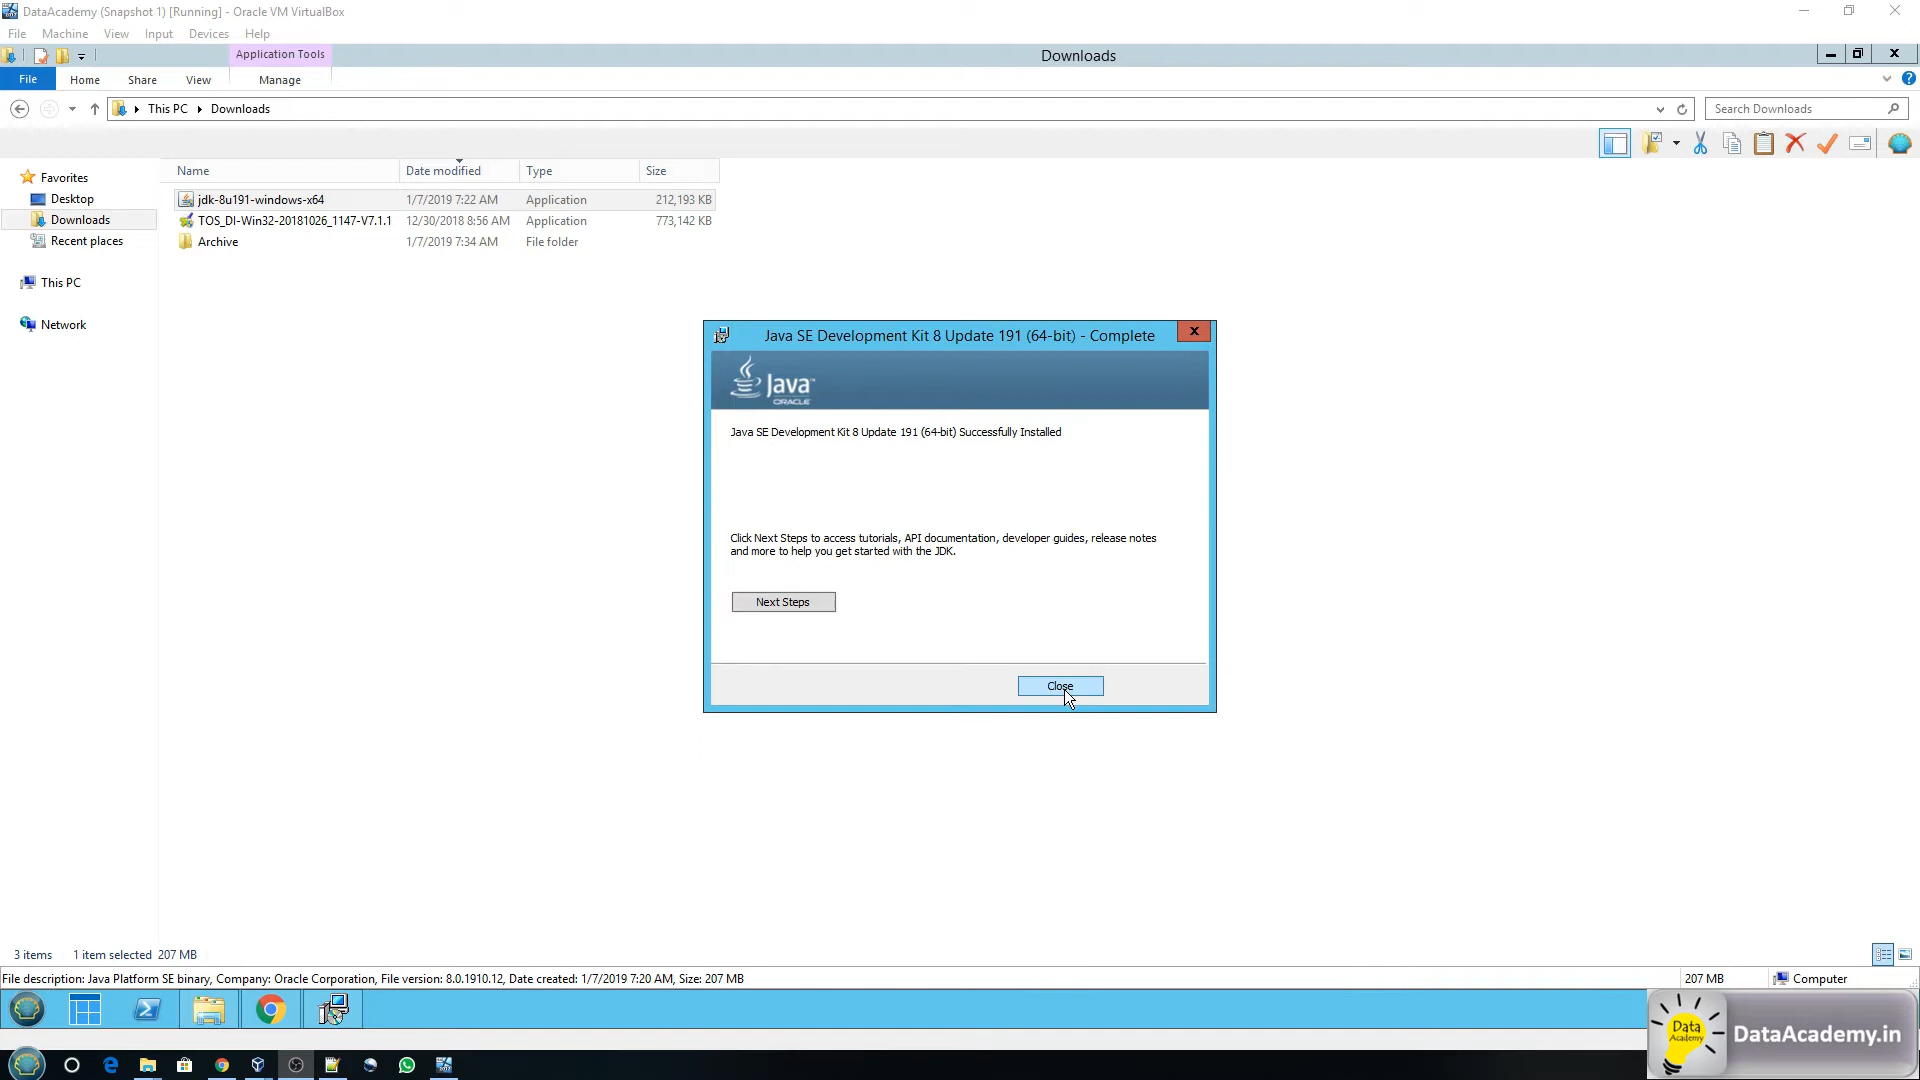 DataAcademy (Snapshot 1) [Running] - Oracle VM VirtualBox
File Machine View Input Devices Help
Application Tools
Downloads
File Home Share View Manage
This PC Downloads
Search Downloads
Name Date modified Type Size
Favorites
Desktop
Downloads
Recent places
This PC
Network
jdk-8u191-windows-x64 1/7/2019 7:22 AM Application 212,193 KB
TOS_DI-Win32-20181026_1147-V7.1.1 12/30/2018 8:56 AM Application 773,142 KB
Archive 1/7/2019 7:34 AM File folder
Java SE Development Kit 8 Update 191 (64-bit) - Complete
Java™
ORACLE
Java SE Development Kit 8 Update 191 (64-bit) Successfully Installed
Click Next Steps to access tutorials, API documentation, developer guides, release notes
and more to help you get started with the JDK.
Next Steps
Close
3 items 1 item selected 207 MB
File description: Java Platform SE binary, Company: Oracle Corporation, File version: 8.0.1910.12, Date created: 1/7/2019 7:20 AM, Size: 207 MB
207 MB Computer
Data
Academy
DataAcademy.in